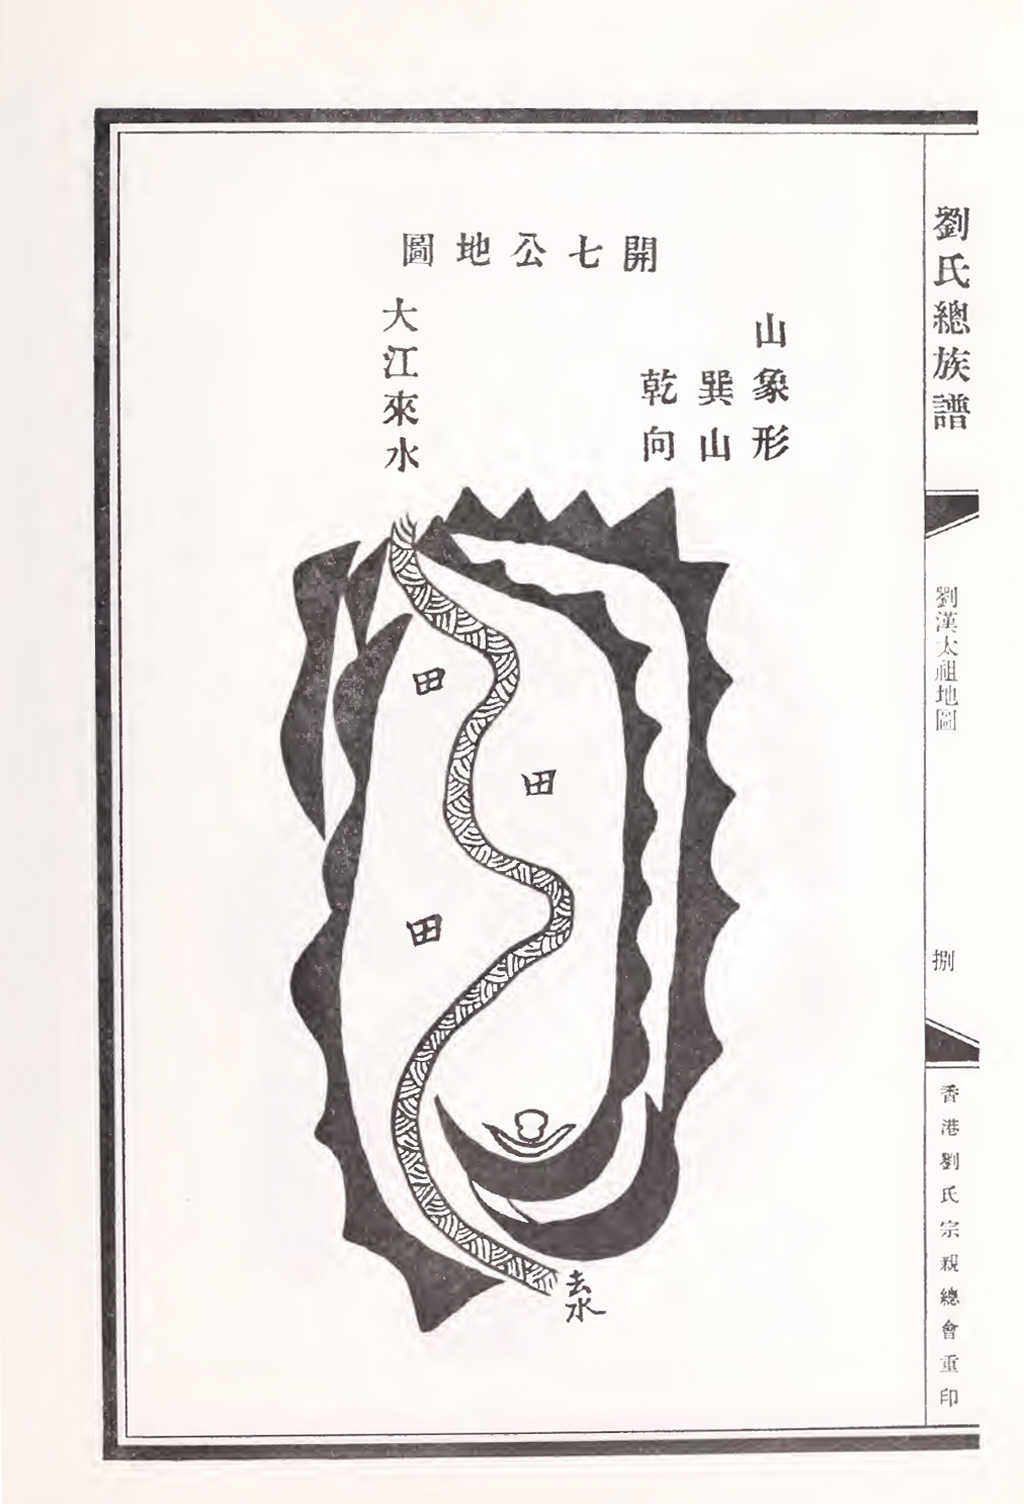 劉氏總族譜
劉漢太祖地圖
捌
香港劉氏宗親總會重印
開七公地圖
山象形
巽山
乾向
大江來水
田
田
田
去水